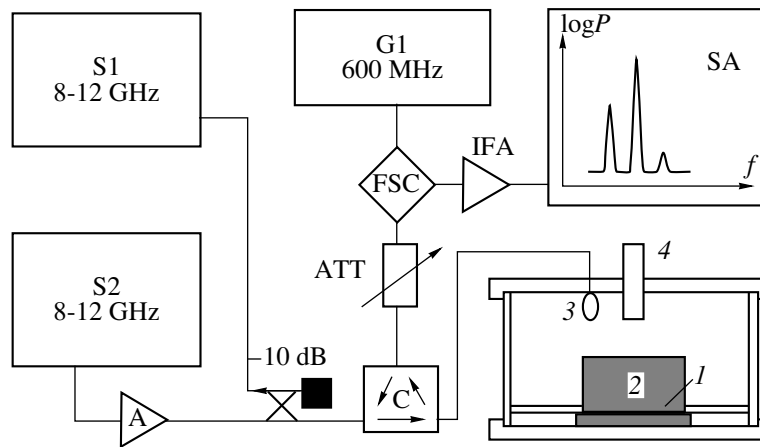 S1
8-12 GHz
G1
600 MHz
logP
SA
f
IFA
FSC
S2
8-12 GHz
ATT
10 dB
A
C
4
3
2
1